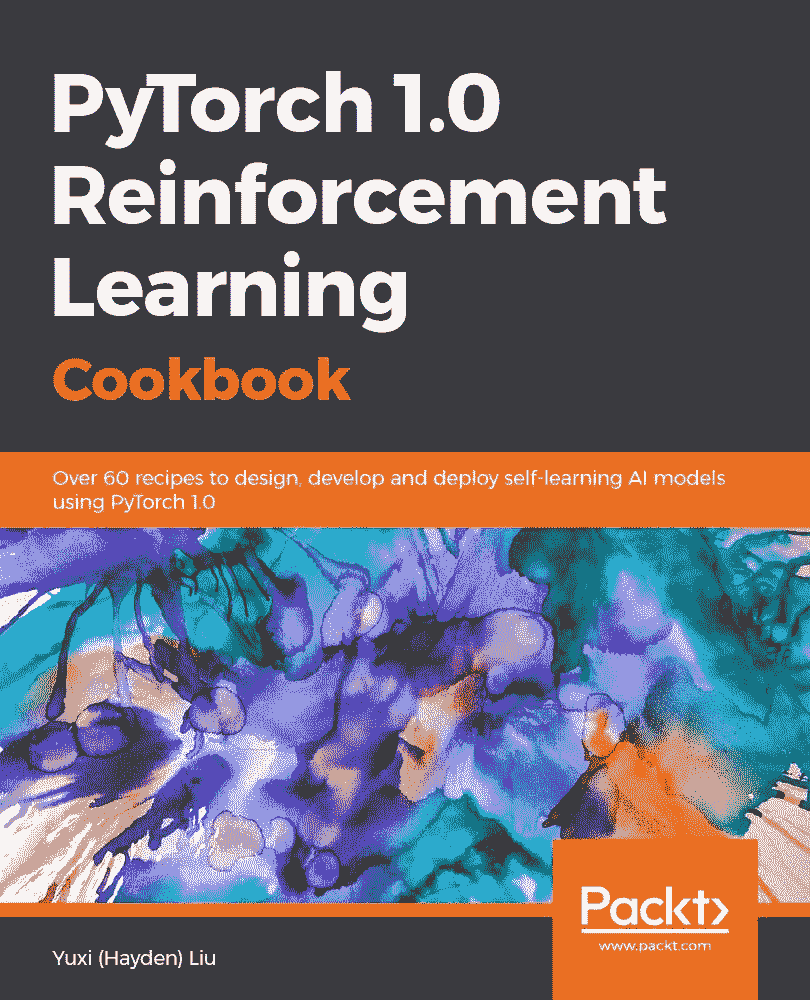 PyTorch 1.0
Reinforcement
Learning
Cookbook
Over 60 recipes to design, develop and deploy self-learning AI models
using PyTorch 1.0
Packt>
www.packt.com
Yuxi (Hayden) Liu